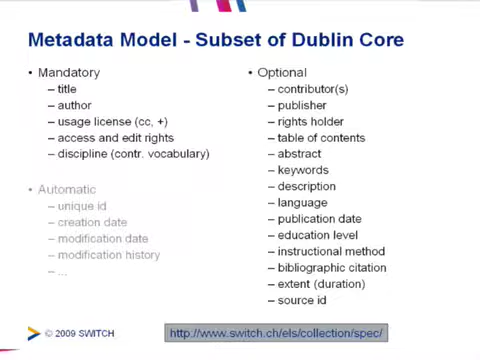 Metadata Model - Subset of Dublin Core
• Mandatory
– title
– author
– usage license (cc, +)
– access and edit rights
– discipline (contr. vocabulary)
• Automatic
– unique id
– creation date
– modification date
– modification history
– ...
• Optional
– contributor(s)
– publisher
– rights holder
– table of contents
– abstract
– keywords
– description
– language
– publication date
– education level
– instructional method
– bibliographic citation
– extent (duration)
– source id
© 2009 SWITCH
http://www.switch.ch/els/collection/spec/